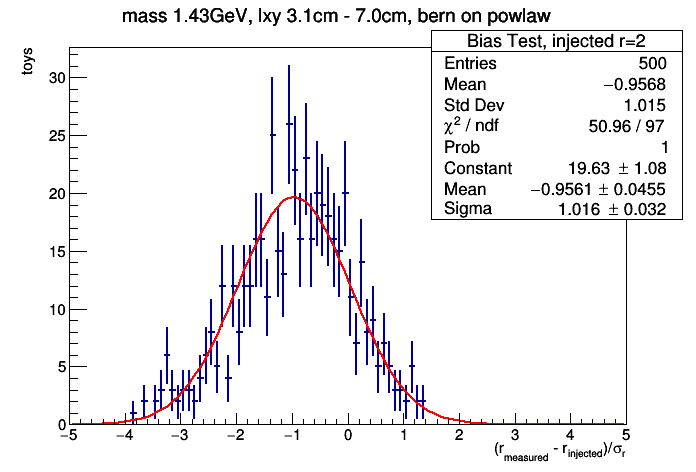 mass 1.43GeV, lxy 3.1cm - 7.0cm, bern on powlaw
Bias Test, injected r=2
Entries 500
Mean −0.9568
Std Dev 1.015
χ² / ndf 50.96 / 97
Prob 1
Constant 19.63 ± 1.08
Mean −0.9561 ± 0.0455
Sigma 1.016 ± 0.032
toys
30
25
20
15
10
5
0
−5 −4 −3 −2 −1 0 1 2 3 4 5
(r_measured - r_injected)/σ_r